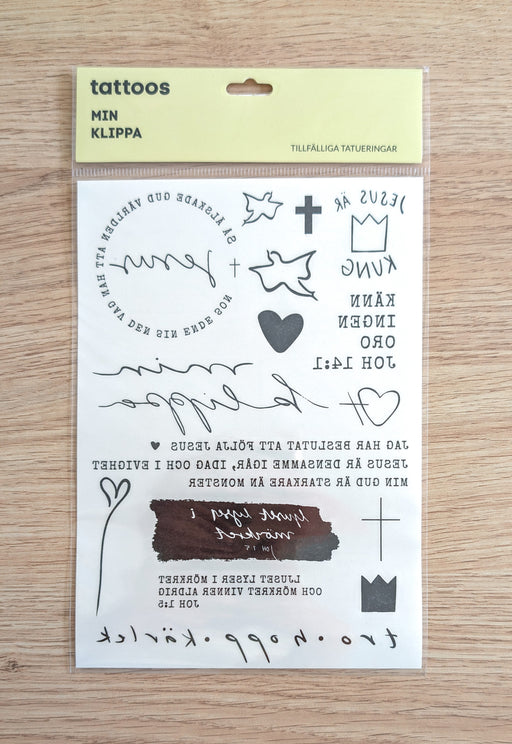 tattoos
MIN
KLIPPA
TILLFÄLLIGA TATUERINGAR
SÅ ÄLSKADE GUD VÄRLDEN ATT HAN GAV DEN SIN ENDE SON
Jesus
JESUS ÄR
KUNG
KÄNN
INGEN
ORO
JOH 14:1
min
klippa
JAG HAR BESLUTAT ATT FÖLJA JESUS
JESUS ÄR DENSAMME IGÅR, IDAG OCH I EVIGHET
MIN GUD ÄR STARKARE ÄN MONSTER
ljuset lyser i
mörkret
JOH 1:5
LJUSET LYSER I MÖRKRET
OCH MÖRKRET VINNER ALDRIG
JOH 1:5
tro • hopp • kärlek